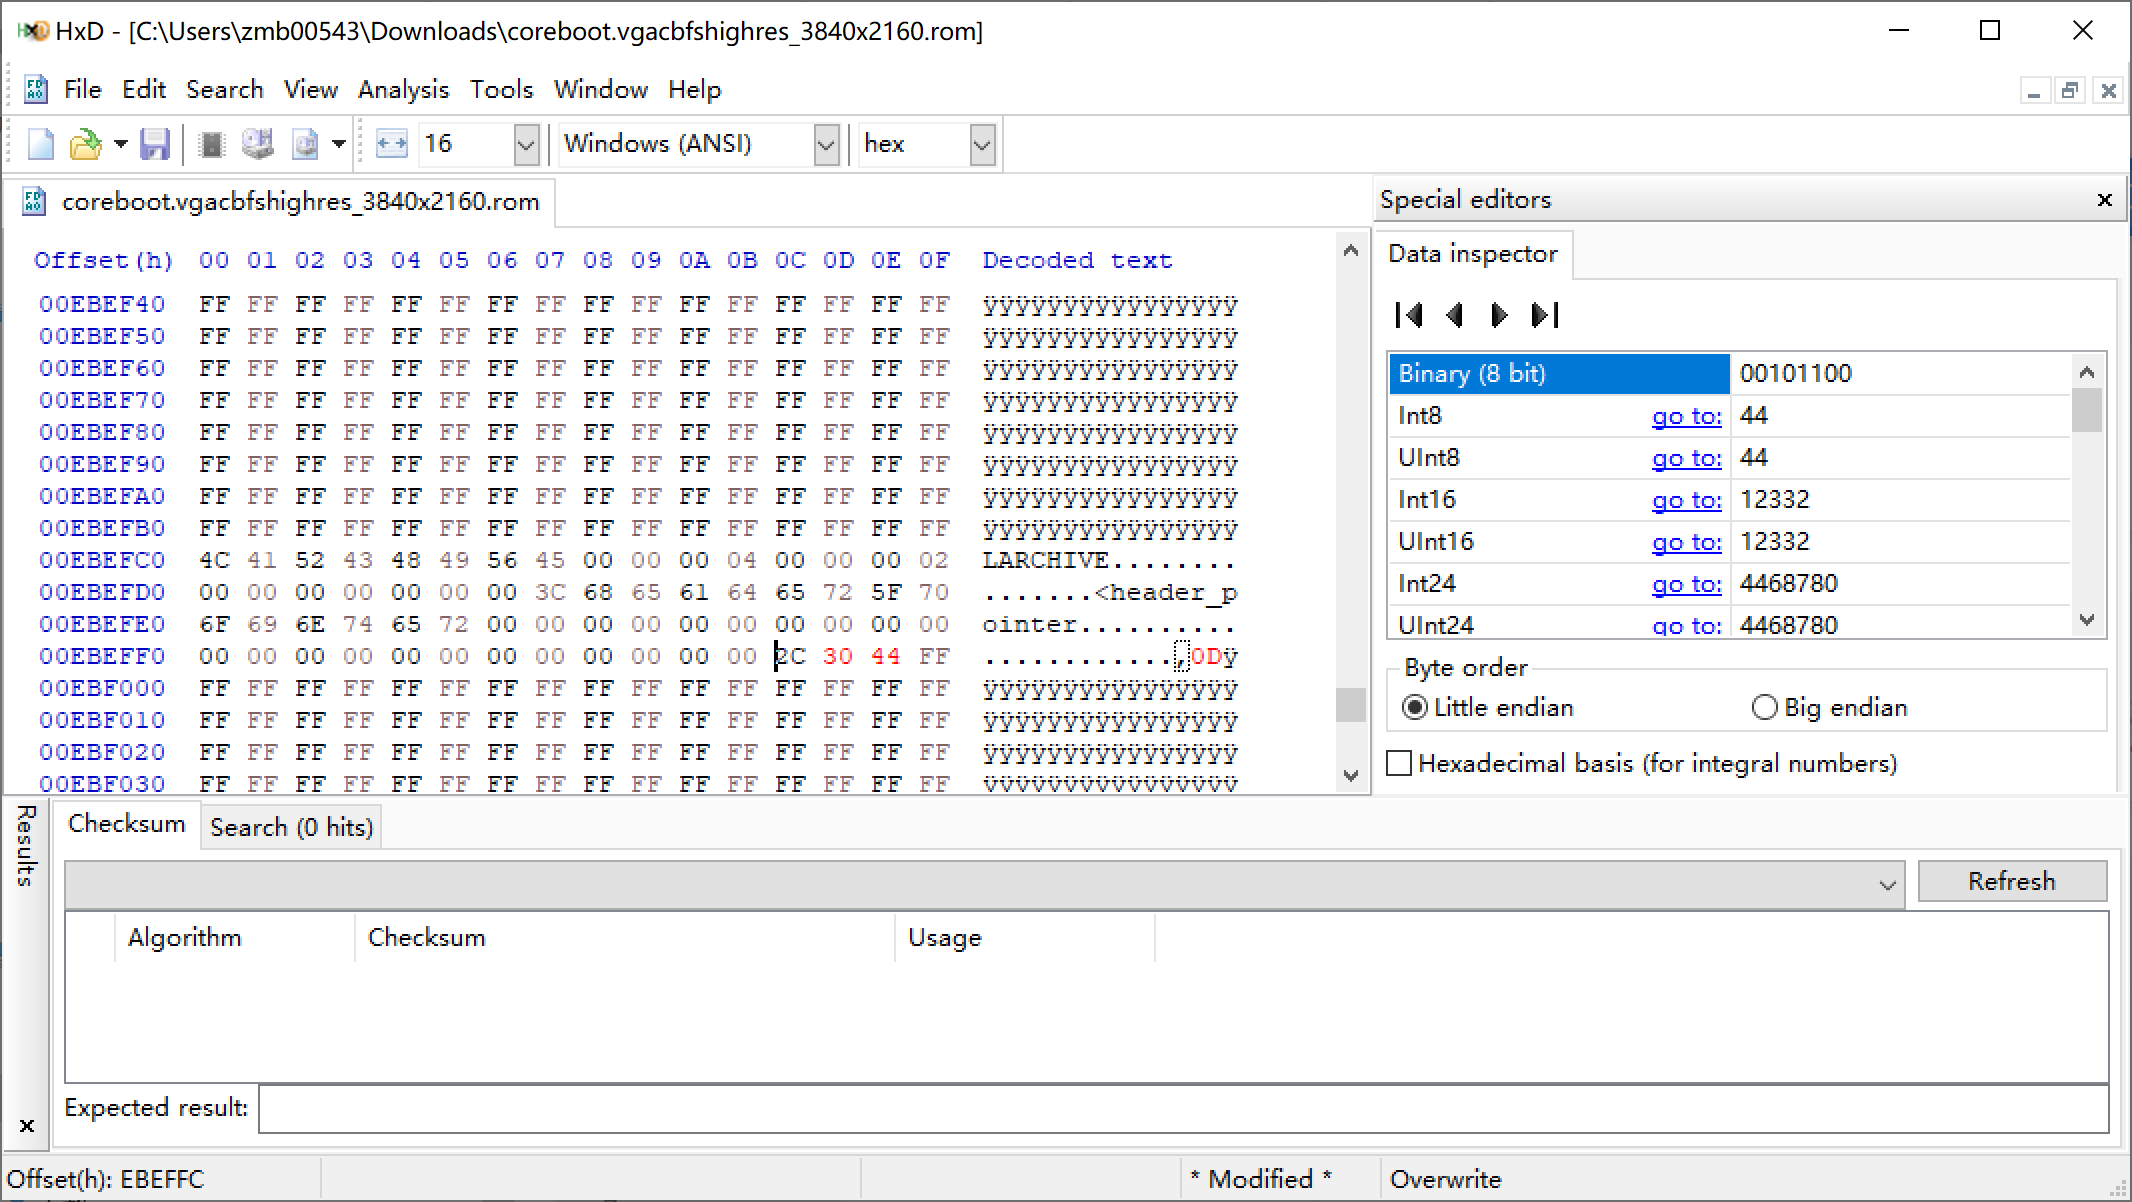 HxD - [C:\Users\zmb00543\Downloads\coreboot.vgacbfshighres_3840x2160.rom]
File Edit Search View Analysis Tools Window Help
16 Windows (ANSI) hex
coreboot.vgacbfshighres_3840x2160.rom
Offset(h) 00 01 02 03 04 05 06 07 08 09 0A 0B 0C 0D 0E 0F Decoded text
00EBEF40 FF FF FF FF FF FF FF FF FF FF FF FF FF FF FF FF ÿÿÿÿÿÿÿÿÿÿÿÿÿÿÿÿ
00EBEF50 FF FF FF FF FF FF FF FF FF FF FF FF FF FF FF FF ÿÿÿÿÿÿÿÿÿÿÿÿÿÿÿÿ
00EBEF60 FF FF FF FF FF FF FF FF FF FF FF FF FF FF FF FF ÿÿÿÿÿÿÿÿÿÿÿÿÿÿÿÿ
00EBEF70 FF FF FF FF FF FF FF FF FF FF FF FF FF FF FF FF ÿÿÿÿÿÿÿÿÿÿÿÿÿÿÿÿ
00EBEF80 FF FF FF FF FF FF FF FF FF FF FF FF FF FF FF FF ÿÿÿÿÿÿÿÿÿÿÿÿÿÿÿÿ
00EBEF90 FF FF FF FF FF FF FF FF FF FF FF FF FF FF FF FF ÿÿÿÿÿÿÿÿÿÿÿÿÿÿÿÿ
00EBEFA0 FF FF FF FF FF FF FF FF FF FF FF FF FF FF FF FF ÿÿÿÿÿÿÿÿÿÿÿÿÿÿÿÿ
00EBEFB0 FF FF FF FF FF FF FF FF FF FF FF FF FF FF FF FF ÿÿÿÿÿÿÿÿÿÿÿÿÿÿÿÿ
00EBEFC0 4C 41 52 43 48 49 56 45 00 00 00 04 00 00 00 02 LARCHIVE........
00EBEFD0 00 00 00 00 00 00 00 3C 68 65 61 64 65 72 5F 70 .......<header_p
00EBEFE0 6F 69 6E 74 65 72 00 00 00 00 00 00 00 00 00 00 ointer..........
00EBEFF0 00 00 00 00 00 00 00 00 00 00 00 00 2C 30 44 FF ............,0Dÿ
00EBF000 FF FF FF FF FF FF FF FF FF FF FF FF FF FF FF FF ÿÿÿÿÿÿÿÿÿÿÿÿÿÿÿÿ
00EBF010 FF FF FF FF FF FF FF FF FF FF FF FF FF FF FF FF ÿÿÿÿÿÿÿÿÿÿÿÿÿÿÿÿ
00EBF020 FF FF FF FF FF FF FF FF FF FF FF FF FF FF FF FF ÿÿÿÿÿÿÿÿÿÿÿÿÿÿÿÿ
00EBF030 FF FF FF FF FF FF FF FF FF FF FF FF FF FF FF FF ÿÿÿÿÿÿÿÿÿÿÿÿÿÿÿÿ
Special editors
Data inspector
Binary (8 bit) 00101100
Int8 go to: 44
UInt8 go to: 44
Int16 go to: 12332
UInt16 go to: 12332
Int24 go to: 4468780
UInt24 go to: 4468780
Byte order
Little endian Big endian
Hexadecimal basis (for integral numbers)
Results
Checksum Search (0 hits)
Refresh
Algorithm Checksum Usage
Expected result:
Offset(h): EBEFFC * Modified * Overwrite